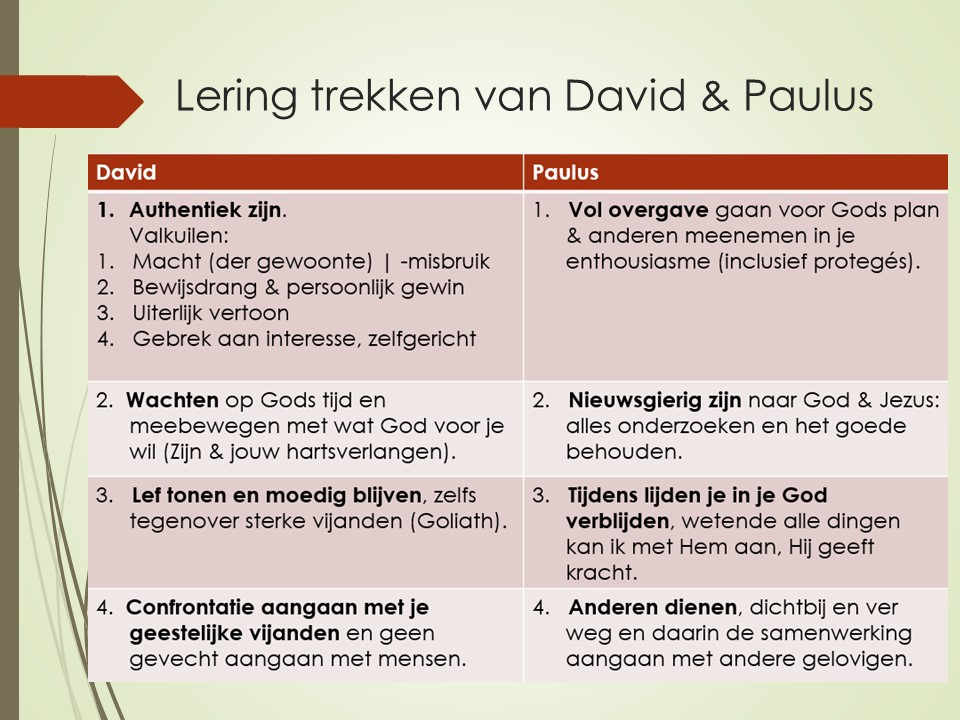 Lering trekken van David & Paulus
David
Paulus
1. Authentiek zijn.
Valkuilen:
1. Macht (der gewoonte) | -misbruik
2. Bewijsdrang & persoonlijk gewin
3. Uiterlijk vertoon
4. Gebrek aan interesse, zelfgericht
1. Vol overgave gaan voor Gods plan
& anderen meenemen in je
enthousiasme (inclusief protegés).
2. Wachten op Gods tijd en
meebewegen met wat God voor je
wil (Zijn & jouw hartsverlangen).
2. Nieuwsgierig zijn naar God & Jezus:
alles onderzoeken en het goede
behouden.
3. Lef tonen en moedig blijven, zelfs
tegenover sterke vijanden (Goliath).
3. Tijdens lijden je in je God
verblijden, wetende alle dingen
kan ik met Hem aan, Hij geeft
kracht.
4. Confrontatie aangaan met je
geestelijke vijanden en geen
gevecht aangaan met mensen.
4. Anderen dienen, dichtbij en ver
weg en daarin de samenwerking
aangaan met andere gelovigen.